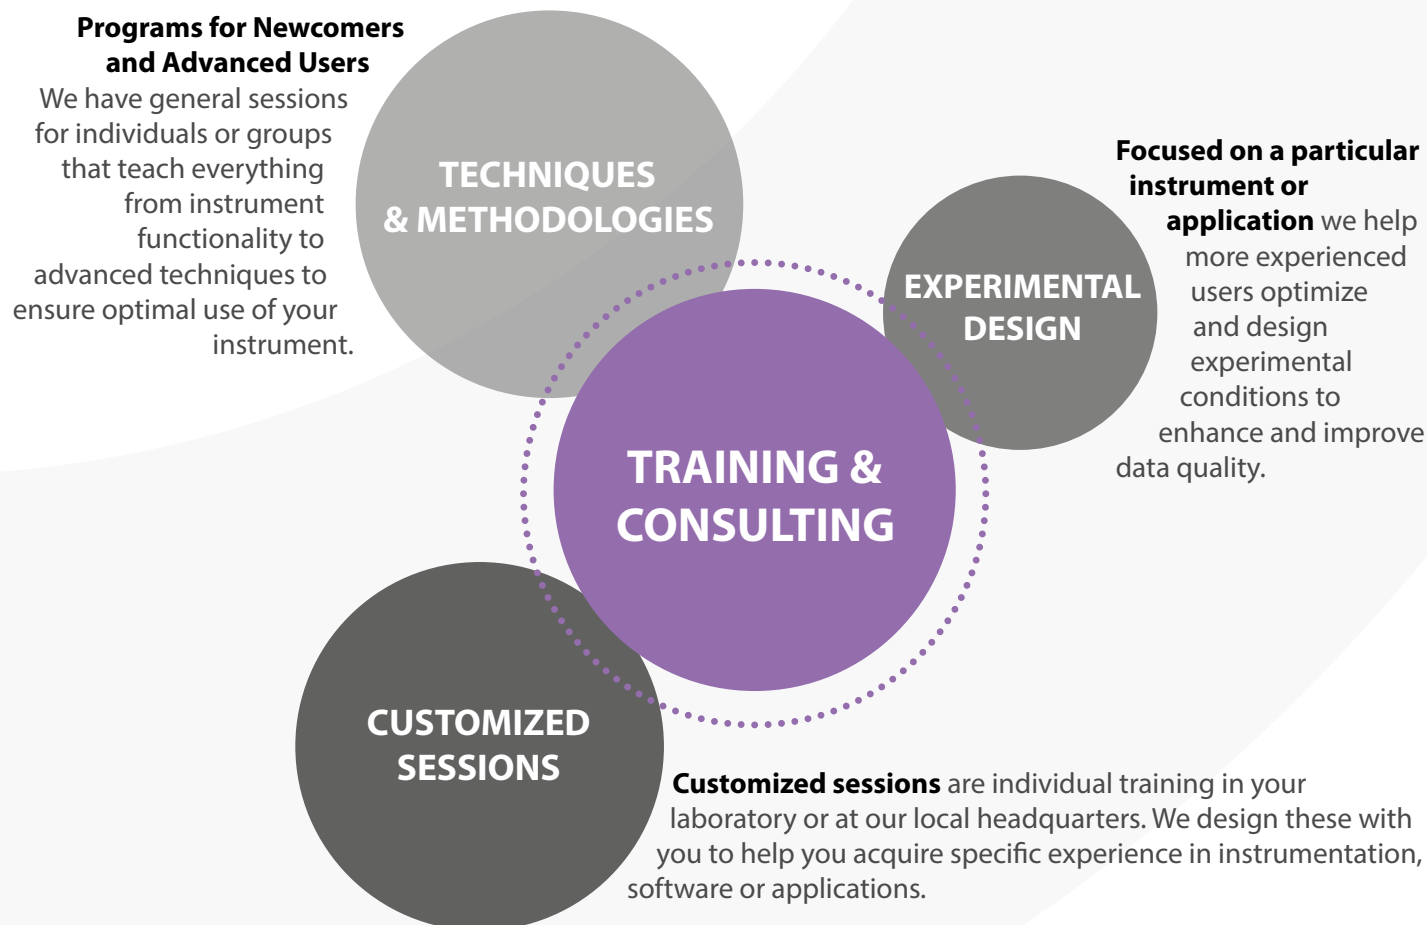 Programs for Newcomers
and Advanced Users
We have general sessions
for individuals or groups
that teach everything
from instrument
functionality to
advanced techniques to
ensure optimal use of your
instrument.
TECHNIQUES
& METHODOLOGIES
EXPERIMENTAL
DESIGN
Focused on a particular
instrument or
application we help
more experienced
users optimize
and design
experimental
conditions to
enhance and improve
data quality.
TRAINING &
CONSULTING
CUSTOMIZED
SESSIONS
Customized sessions are individual training in your
laboratory or at our local headquarters. We design these with
you to help you acquire specific experience in instrumentation,
software or applications.